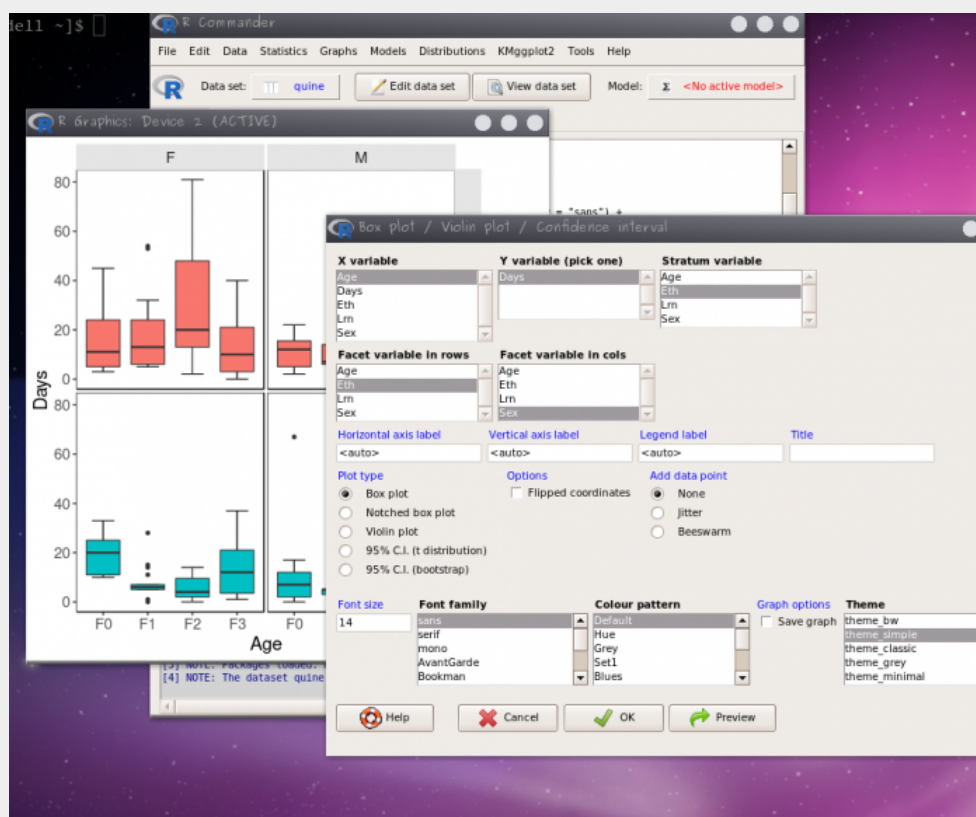 dell ~]$
R Commander
File Edit Data Statistics Graphs Models Distributions KMggplot2 Tools Help
R Data set: quine Edit data set View data set Model: Σ <No active model>
= "sans") +
[4] NOTE: The dataset quine
R Graphics: Device 2 (ACTIVE)
F M
80
60
40
20
0
80
60
40
20
0
Days
F0 F1 F2 F3 F0
Age
Box plot / Violin plot / Confidence interval
X variable Y variable (pick one) Stratum variable
Age Days Age
Days Eth
Eth Lrn
Lrn Sex
Sex
Facet variable in rows Facet variable in cols
Age Age
Eth Eth
Lrn Lrn
Sex Sex
Horizontal axis label Vertical axis label Legend label Title
<auto> <auto> <auto>
Plot type Options Add data point
Box plot Flipped coordinates None
Notched box plot Jitter
Violin plot Beeswarm
95% C.I. (t distribution)
95% C.I. (bootstrap)
Font size Font family Colour pattern Graph options Theme
14 sans Default Save graph theme_bw
serif Hue theme_simple
mono Grey theme_classic
AvantGarde Set1 theme_grey
Bookman Blues theme_minimal
Help Cancel OK Preview